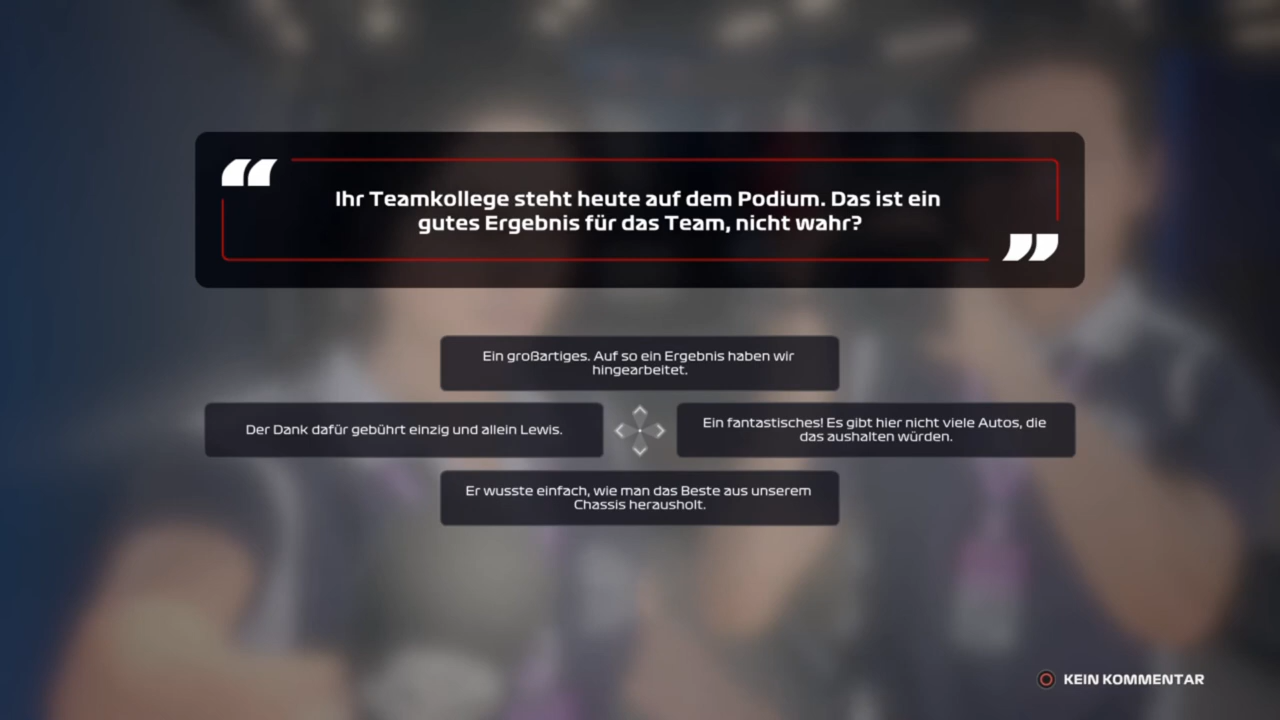 Ihr Teamkollege steht heute auf dem Podium. Das ist ein
gutes Ergebnis für das Team, nicht wahr?
Ein großartiges. Auf so ein Ergebnis haben wir
hingearbeitet.
Der Dank dafür gebührt einzig und allein Lewis.
Ein fantastisches! Es gibt hier nicht viele Autos, die
das aushalten würden.
Er wusste einfach, wie man das Beste aus unserem
Chassis herausholt.
KEIN KOMMENTAR